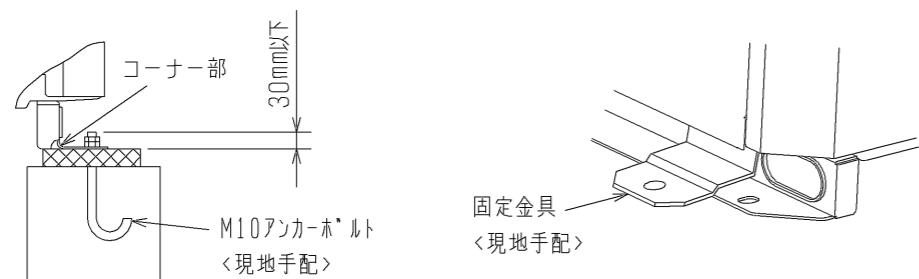 コーナー部
30mm以下
M10アンカーボルト
<現地手配>
固定金具
<現地手配>